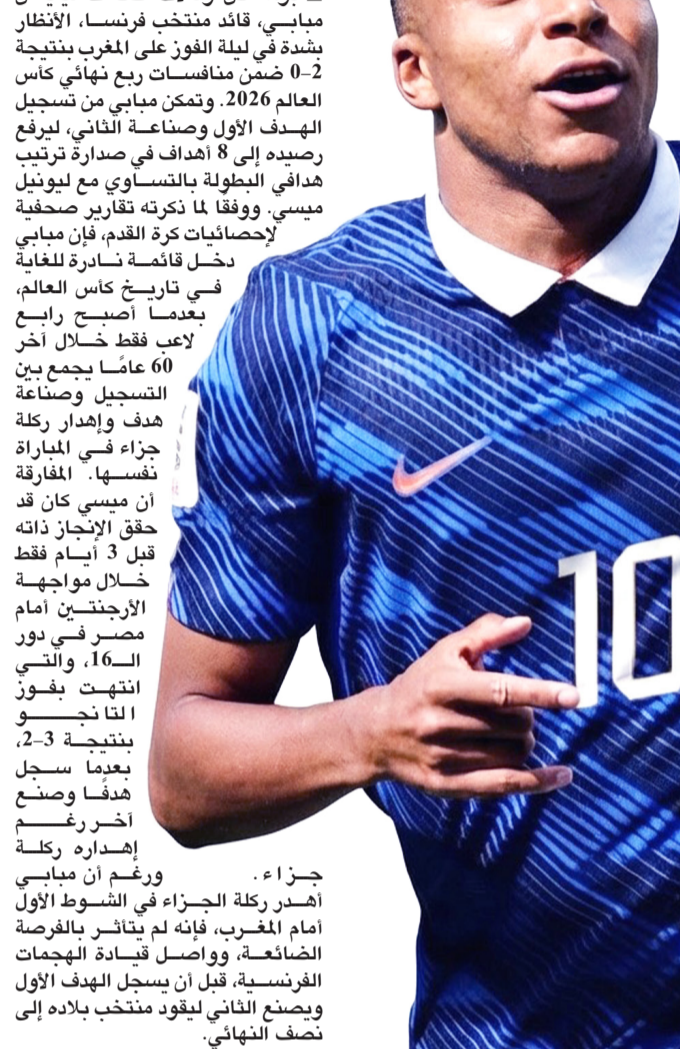 مبابي، قائد منتخب فرنسا، الأنظار
بشدة في ليلة الفوز على المغرب بنتيجة
2–0 ضمن منافسات ربع نهائي كأس
العالم 2026. وتمكن مبابي من تسجيل
الهدف الأول وصناعة الثاني، ليرفع
رصيده إلى 8 أهداف في صدارة ترتيب
هدافي البطولة بالتساوي مع ليونيل
ميسي. ووفقا لما ذكرته تقارير صحفية
لإحصائيات كرة القدم، فإن مبابي
دخل قائمة نادرة للغاية
في تاريخ كأس العالم،
بعدما أصبح رابع
لاعب فقط خلال آخر
60 عامًا يجمع بين
التسجيل وصناعة
هدف وإهدار ركلة
جزاء في المباراة
نفسها. المفارقة
أن ميسي كان قد
حقق الإنجاز ذاته
قبل 3 أيام فقط
خلال مواجهة
الأرجنتين أمام
مصر في دور
الـ16، والتي
انتهت بفوز
التانجو
بنتيجة 3–2،
بعدما سجل
هدفًا وصنع
آخر رغم
إهداره ركلة
جزاء. ورغم أن مبابي
أهدر ركلة الجزاء في الشوط الأول
أمام المغرب، فإنه لم يتأثر بالفرصة
الضائعة، وواصل قيادة الهجمات
الفرنسية، قبل أن يسجل الهدف الأول
ويصنع الثاني ليقود منتخب بلاده إلى
نصف النهائي.
10